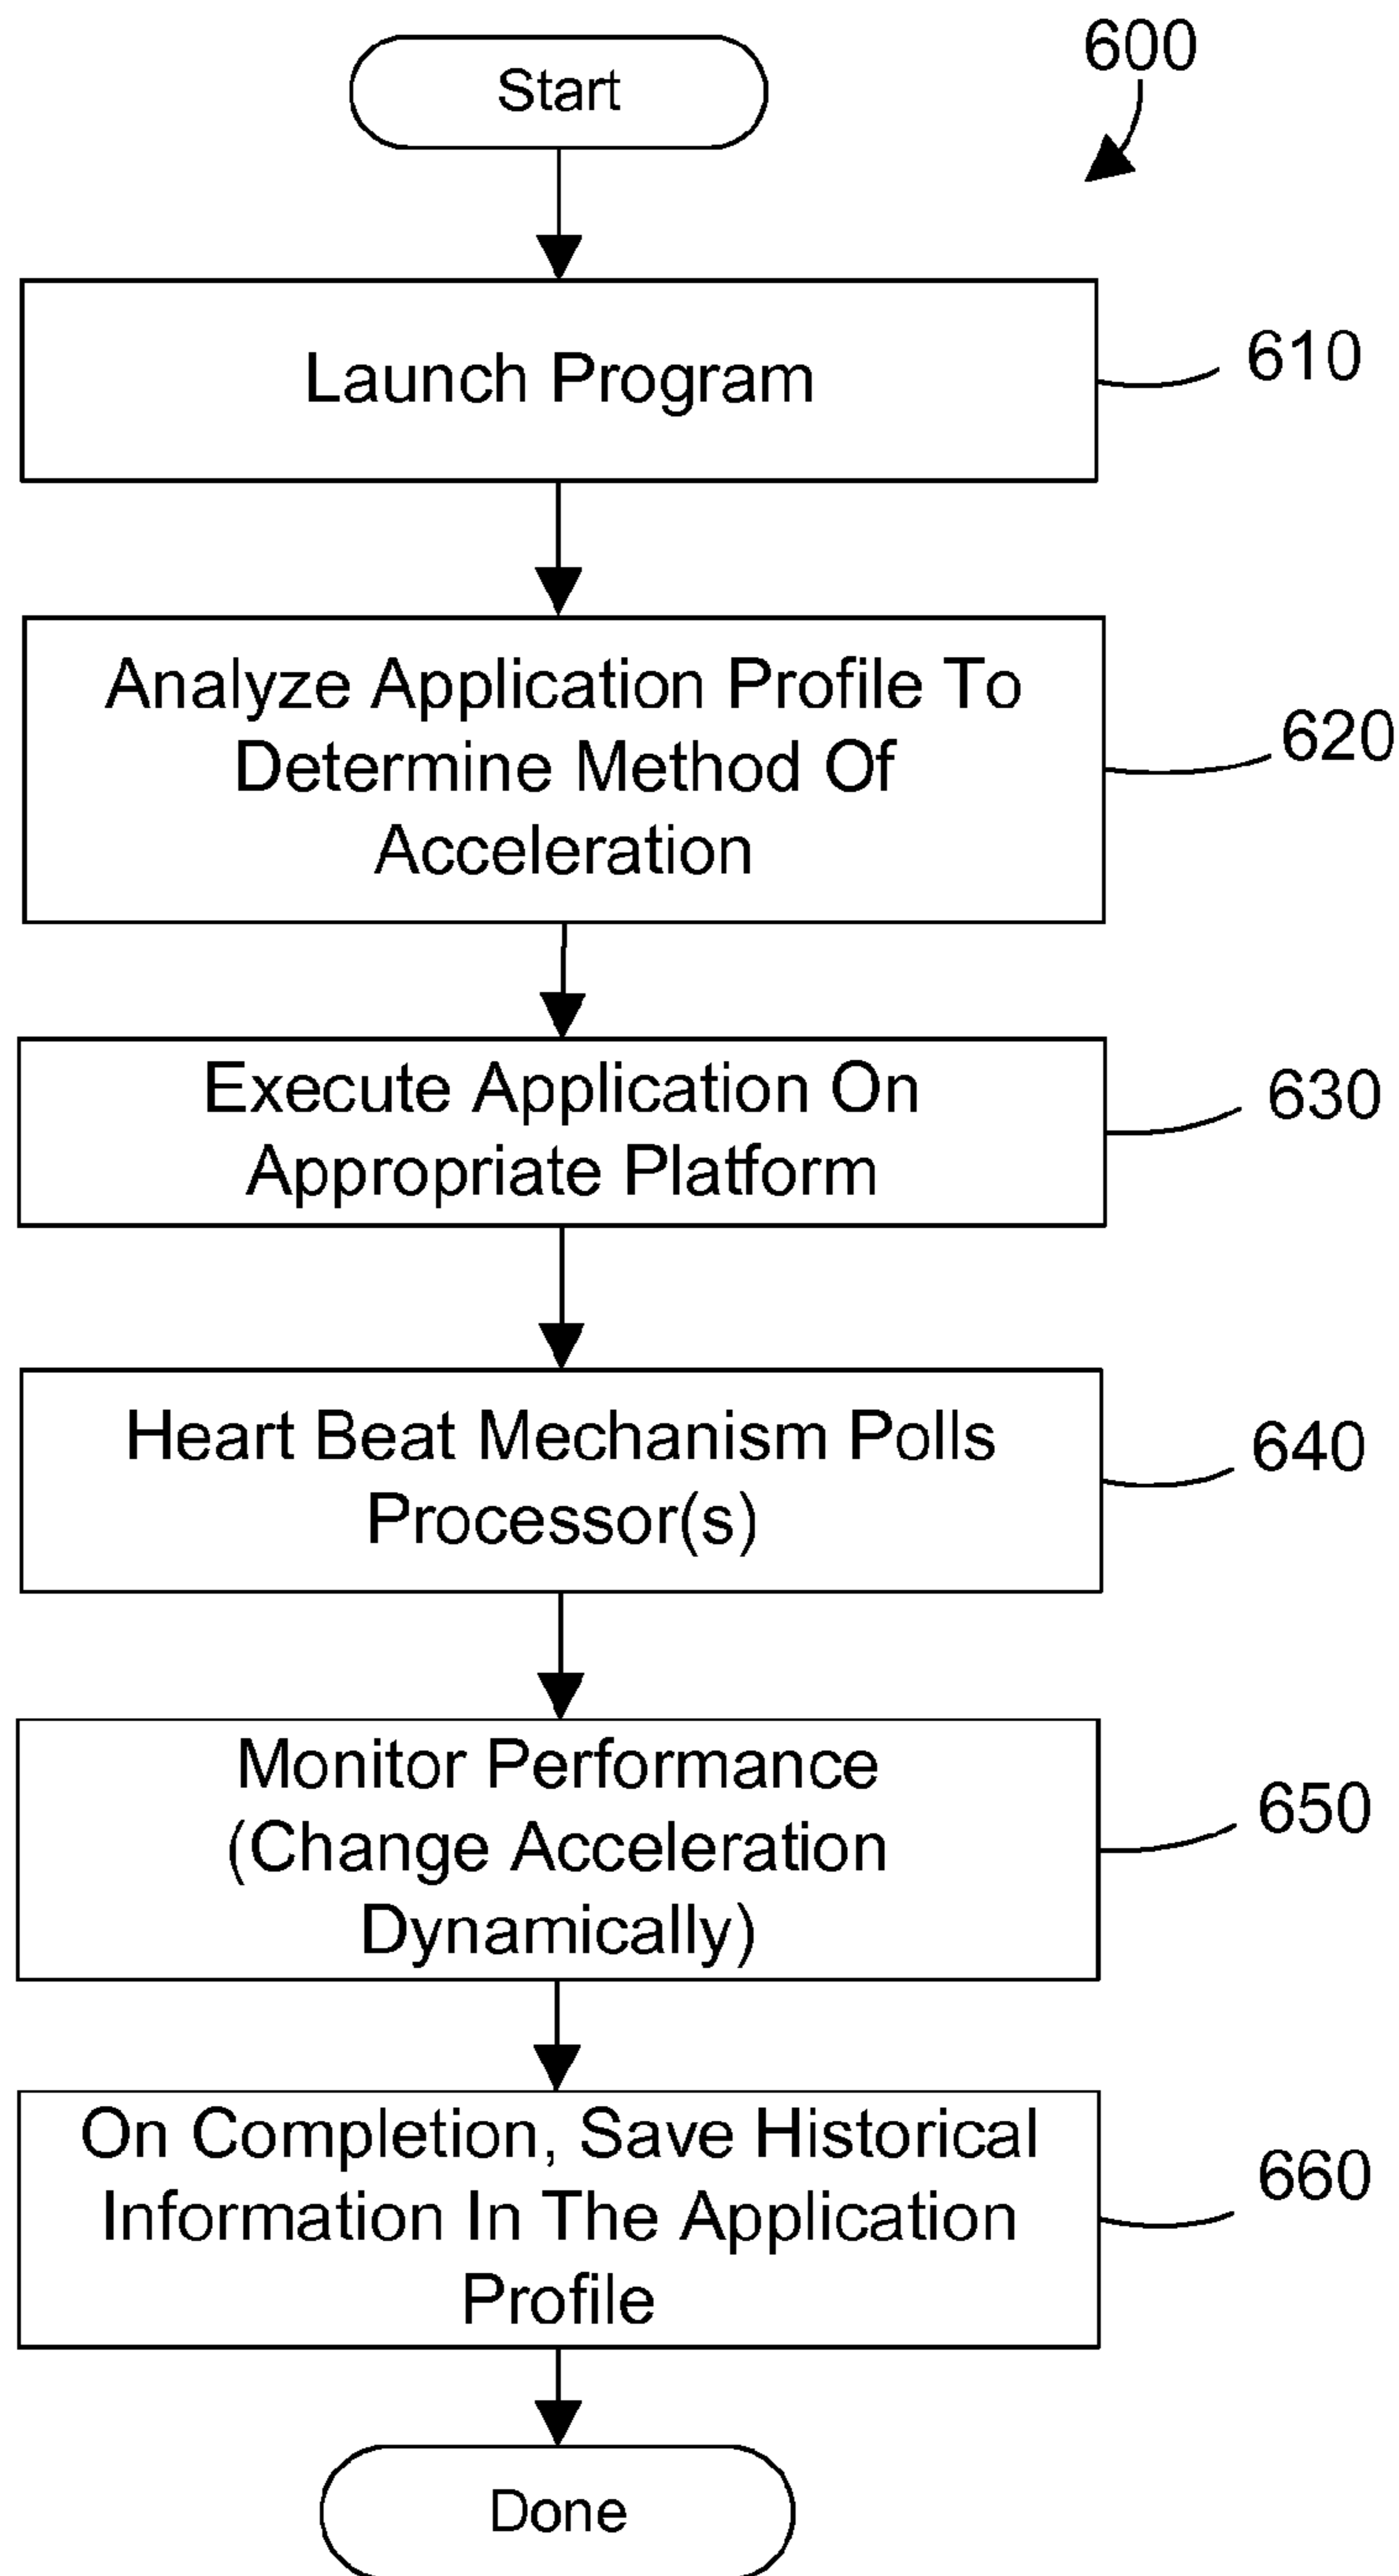 600
Start
Launch Program
610
Analyze Application Profile To
Determine Method Of
Acceleration
620
Execute Application On
Appropriate Platform
630
Heart Beat Mechanism Polls
Processor(s)
640
Monitor Performance
(Change Acceleration
Dynamically)
650
On Completion, Save Historical
Information In The Application
Profile
660
Done